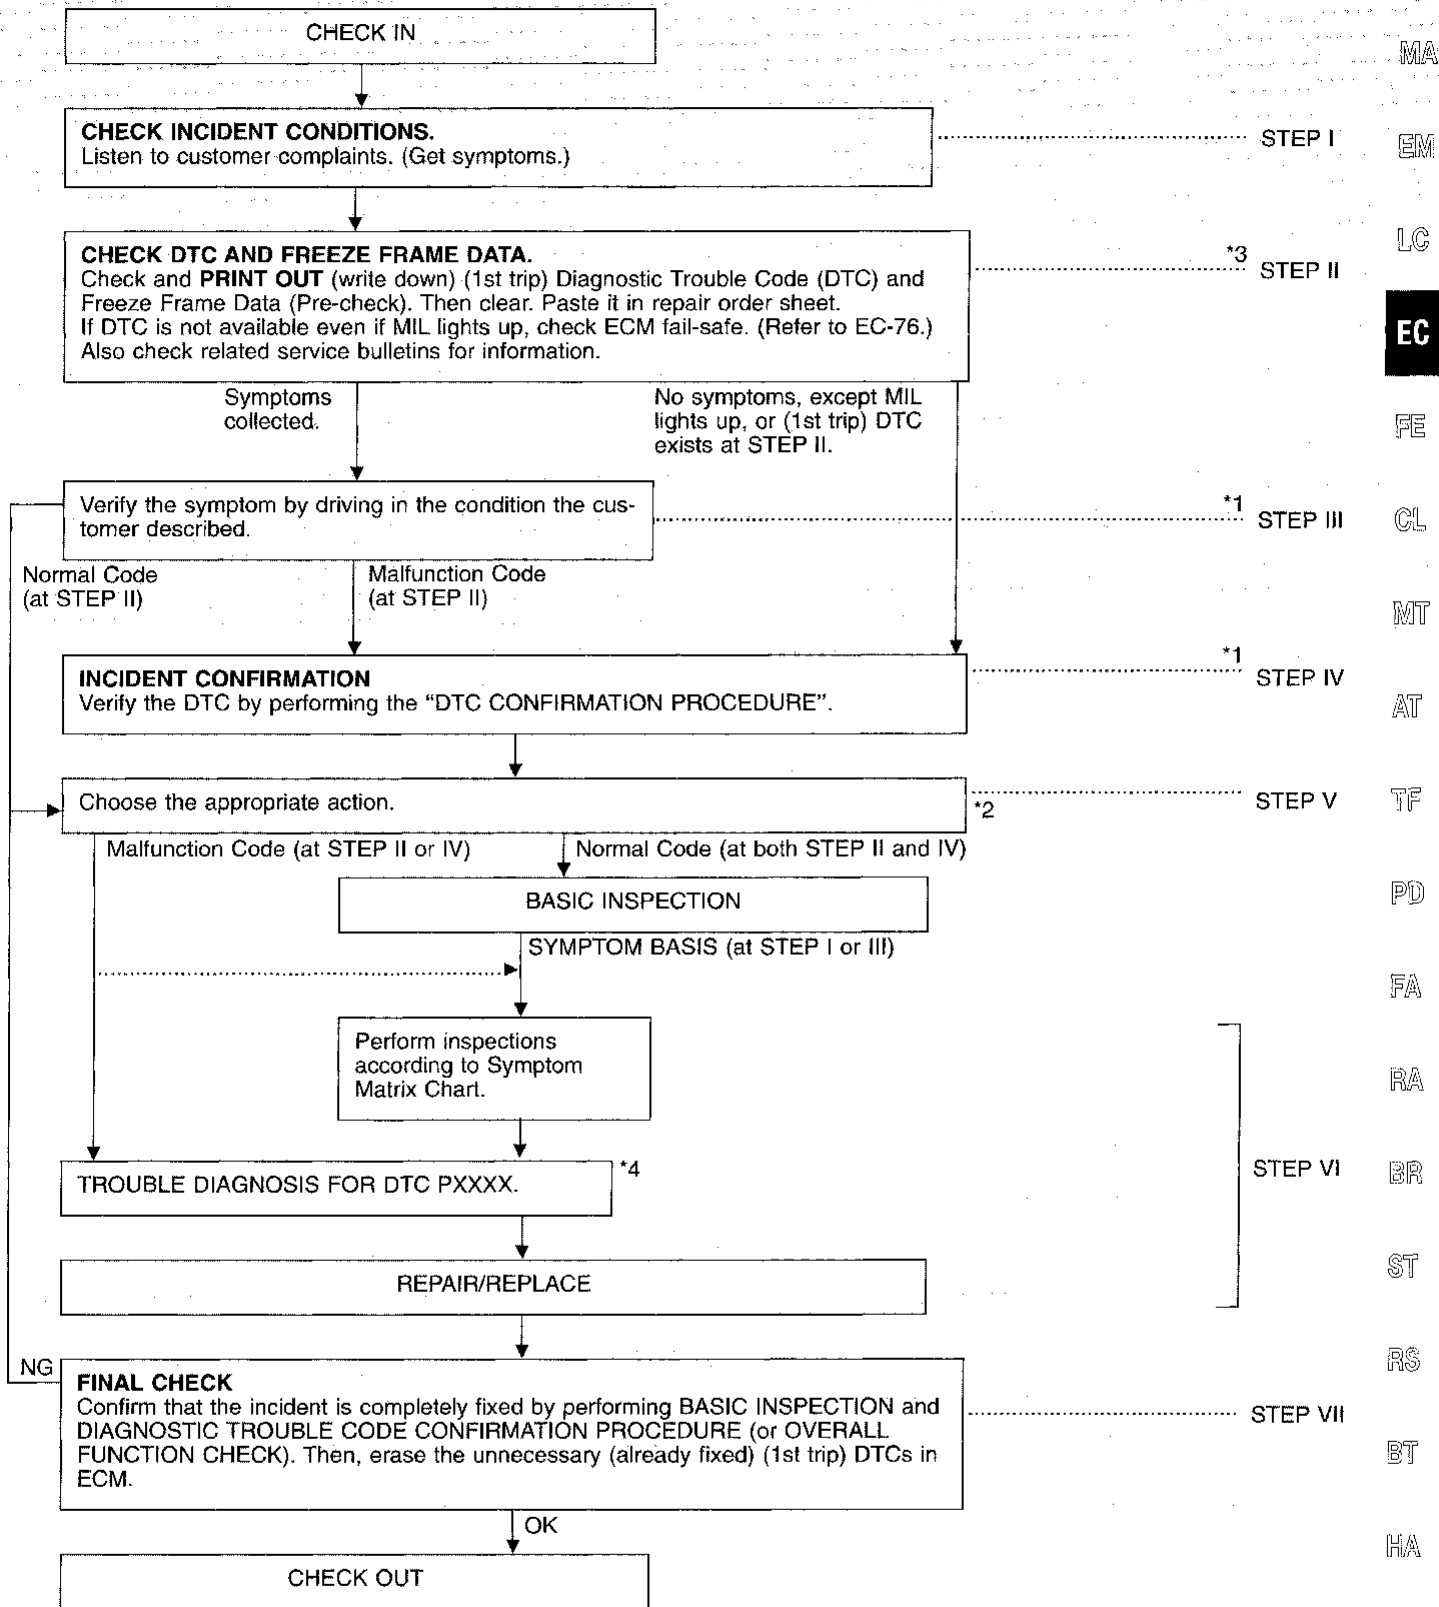 CHECK IN
MA
CHECK INCIDENT CONDITIONS.
Listen to customer complaints. (Get symptoms.)
STEP I
EM
CHECK DTC AND FREEZE FRAME DATA.
Check and PRINT OUT (write down) (1st trip) Diagnostic Trouble Code (DTC) and
Freeze Frame Data (Pre-check). Then clear. Paste it in repair order sheet.
If DTC is not available even if MIL lights up, check ECM fail-safe. (Refer to EC-76.)
Also check related service bulletins for information.
*3
STEP II
LC
EC
Symptoms
collected.
No symptoms, except MIL
lights up, or (1st trip) DTC
exists at STEP II.
FE
Verify the symptom by driving in the condition the cus-
tomer described.
*1
STEP III
CL
Normal Code
(at STEP II)
Malfunction Code
(at STEP II)
MT
INCIDENT CONFIRMATION
Verify the DTC by performing the “DTC CONFIRMATION PROCEDURE”.
*1
STEP IV
AT
Choose the appropriate action.
*2
STEP V
TF
Malfunction Code (at STEP II or IV)
Normal Code (at both STEP II and IV)
BASIC INSPECTION
PD
SYMPTOM BASIS (at STEP I or III)
FA
Perform inspections
according to Symptom
Matrix Chart.
RA
TROUBLE DIAGNOSIS FOR DTC PXXXX.
*4
STEP VI
BR
REPAIR/REPLACE
ST
NG
FINAL CHECK
Confirm that the incident is completely fixed by performing BASIC INSPECTION and
DIAGNOSTIC TROUBLE CODE CONFIRMATION PROCEDURE (or OVERALL
FUNCTION CHECK). Then, erase the unnecessary (already fixed) (1st trip) DTCs in
ECM.
STEP VII
RS
BT
OK
HA
CHECK OUT